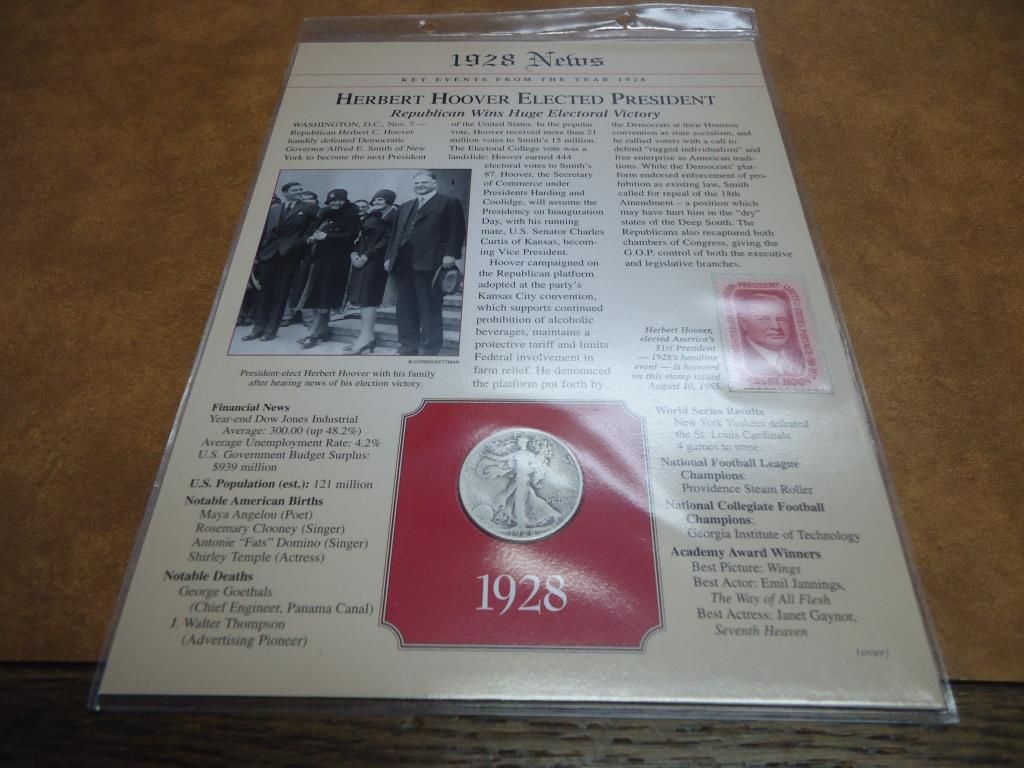 1928 News
KEY EVENTS FROM THE YEAR 1928
HERBERT HOOVER ELECTED PRESIDENT
Republican Wins Huge Electoral Victory
WASHINGTON, D.C., Nov. 7 —
Republican Herbert C. Hoover
handily defeated Democratic
Governor Alfred E. Smith of New
York to become the next President
of the United States. In the popular
vote, Hoover received more than 21
million votes to Smith's 15 million.
The Electoral College vote was a
landslide: Hoover earned 444
electoral votes to Smith's
87. Hoover, the Secretary
of Commerce under
Presidents Harding and
Coolidge, will assume the
Presidency on Inauguration
Day, with his running
mate, U.S. Senator Charles
Curtis of Kansas, becom-
ing Vice President.
Hoover campaigned on
the Republican platform
adopted at the party's
Kansas City convention,
which supports continued
prohibition of alcoholic
beverages, maintains a
protective tariff and limits
Federal involvement in
farm relief. He denounced
the platform put forth by
the Democrats at their Houston
convention as state socialism, and
he rallied voters with a call to
defend "rugged individualism" and
free enterprise as American tradi-
tions. While the Democrats' plat-
form endorsed enforcement of pro-
hibition as existing law, Smith
called for repeal of the 18th
Amendment – a position which
may have hurt him in the "dry"
states of the Deep South. The
Republicans also recaptured both
chambers of Congress, giving the
G.O.P. control of both the executive
and legislative branches.
© CORBIS/BETTMAN
President-elect Herbert Hoover with his family
after hearing news of his election victory.
Herbert Hoover,
elected America's
31st President
— 1928's headline
event — is honored
on this stamp issued
August 10, 1965.
PRESIDENT
UNITED STATES POSTAGE
HERBERT HOOVER
Financial News
Year-end Dow Jones Industrial
Average: 300.00 (up 48.2%)
Average Unemployment Rate: 4.2%
U.S. Government Budget Surplus:
$939 million
U.S. Population (est.): 121 million
Notable American Births
Maya Angelou (Poet)
Rosemary Clooney (Singer)
Antonie "Fats" Domino (Singer)
Shirley Temple (Actress)
Notable Deaths
George Goethals
(Chief Engineer, Panama Canal)
J. Walter Thompson
(Advertising Pioneer)
1928
1928
World Series Results
New York Yankees defeated
the St. Louis Cardinals
4 games to none.
National Football League
Champions:
Providence Steam Roller
National Collegiate Football
Champions:
Georgia Institute of Technology
Academy Award Winners
Best Picture: Wings
Best Actor: Emil Jannings,
The Way of All Flesh
Best Actress: Janet Gaynor,
Seventh Heaven
(over)